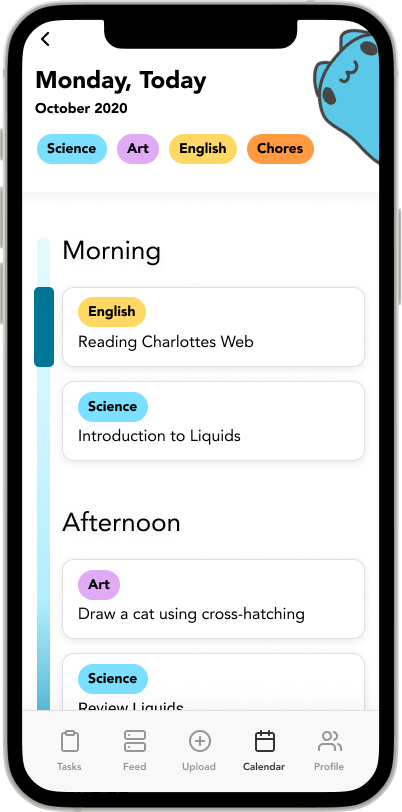 Monday, Today
October 2020
Science Art English Chores
Morning
English
Reading Charlottes Web
Science
Introduction to Liquids
Afternoon
Art
Draw a cat using cross-hatching
Science
Review Liquids
Tasks Feed Upload Calendar Profile